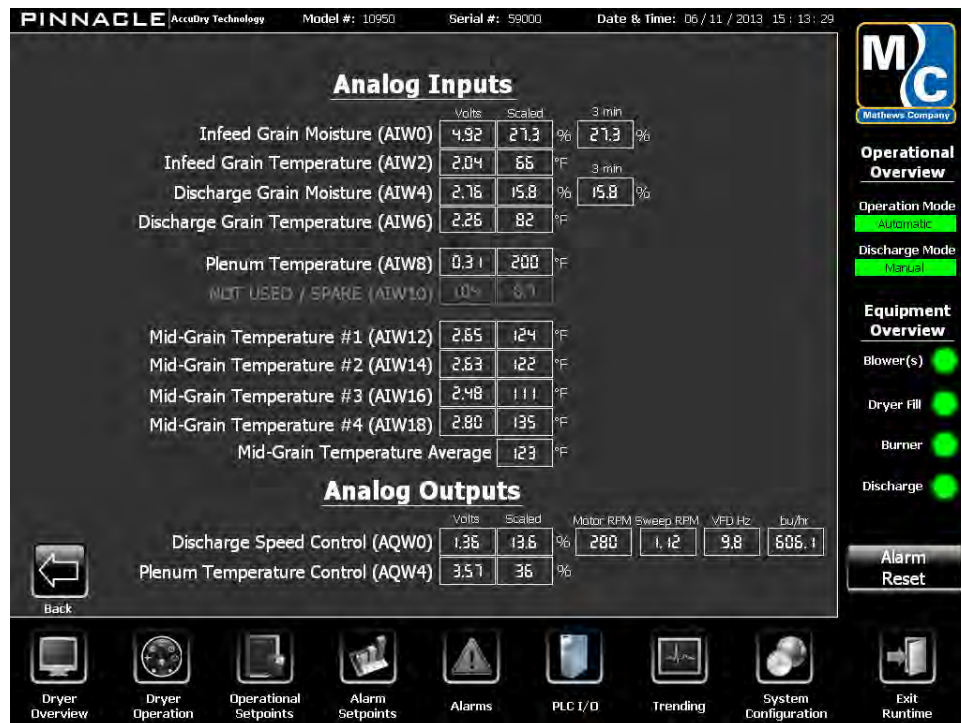 PINNACLE AccuDry Technology Model #: 10950 Serial #: 59000 Date & Time: 06/11/2013 15:13:29
MC
Mathews Company
Analog Inputs
Volts Scaled 3 min
Infeed Grain Moisture (AIW0) 4.92 27.3 % 27.3 %
Infeed Grain Temperature (AIW2) 2.04 66 °F 3 min
Discharge Grain Moisture (AIW4) 2.76 15.8 % 15.8 %
Discharge Grain Temperature (AIW6) 2.26 82 °F
Plenum Temperature (AIW8) 0.31 200 °F
NOT USED / SPARE (AIW10)
Mid-Grain Temperature #1 (AIW12) 2.65 124 °F
Mid-Grain Temperature #2 (AIW14) 2.63 122 °F
Mid-Grain Temperature #3 (AIW16) 2.48 111 °F
Mid-Grain Temperature #4 (AIW18) 2.80 135 °F
Mid-Grain Temperature Average 123 °F
Analog Outputs
Volts Scaled Motor RPM Sweep RPM VFD Hz bu/hr
Discharge Speed Control (AQW0) 1.36 13.6 % 280 1.12 9.8 606.1
Plenum Temperature Control (AQW4) 3.57 36 %
Back
Operational
Overview
Operation Mode
Automatic
Discharge Mode
Manual
Equipment
Overview
Blower(s)
Dryer Fill
Burner
Discharge
Alarm
Reset
Dryer
Overview
Dryer
Operation
Operational
Setpoints
Alarm
Setpoints
Alarms
PLC I/O
Trending
System
Configuration
Exit
Runtime